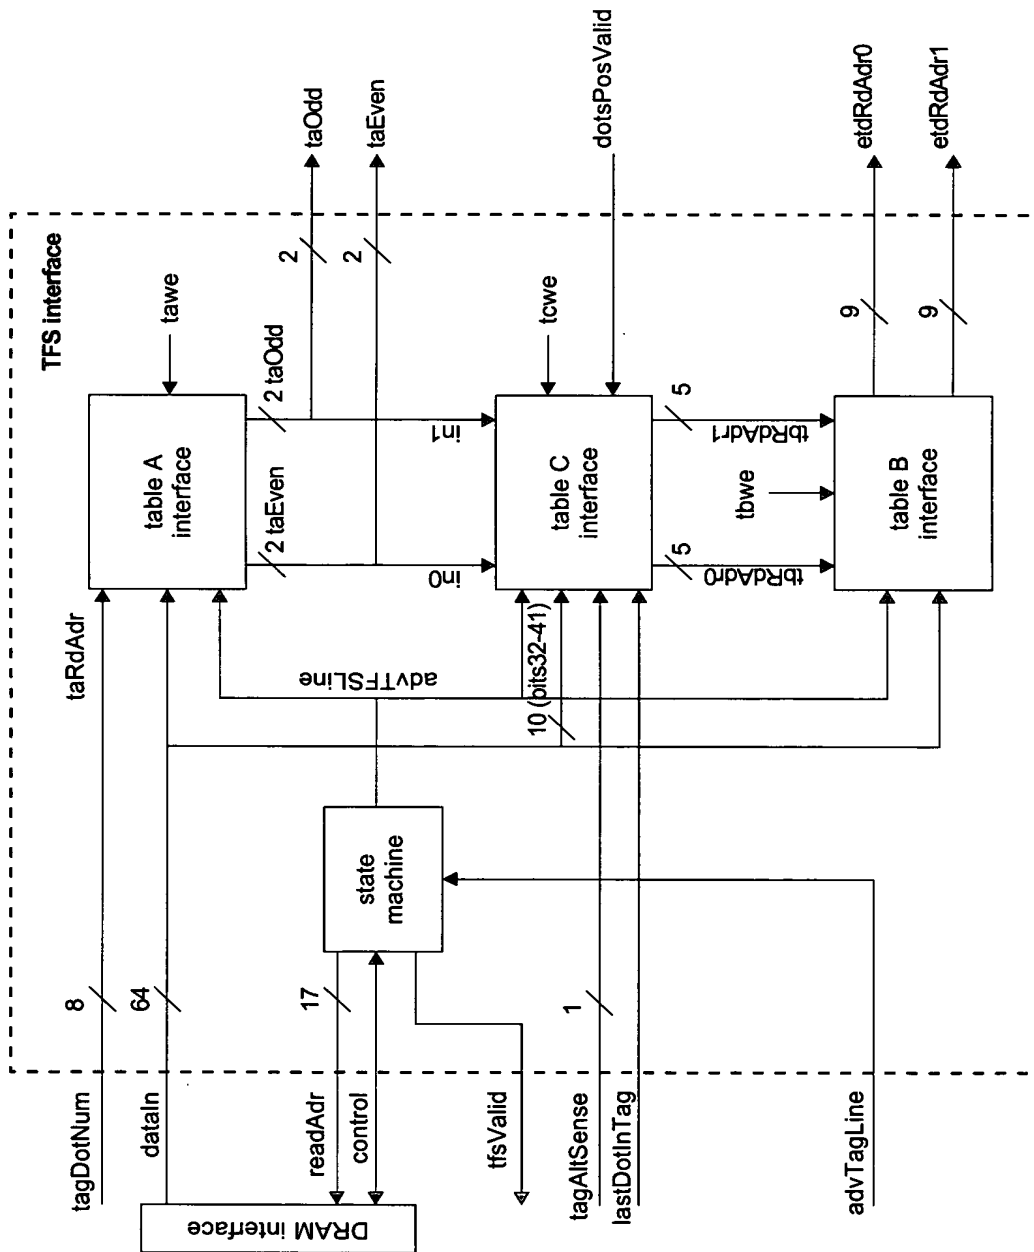 TFS interface
tagDotNum
8
taRdAdr
dataIn
64
DRAM interface
readAdr
17
control
tfsValid
tagAltSense
1
lastDotInTag
advTagLine
state
machine
advTFSLine
10 (bits32-41)
table A
interface
tawe
2 taEven
2 taOdd
2
taOdd
2
taEven
in0
in1
table C
interface
tcwe
dotsPosValid
5
tbRdAdr0
5
tbRdAdr1
tbwe
table B
interface
9
etdRdAdr0
9
etdRdAdr1